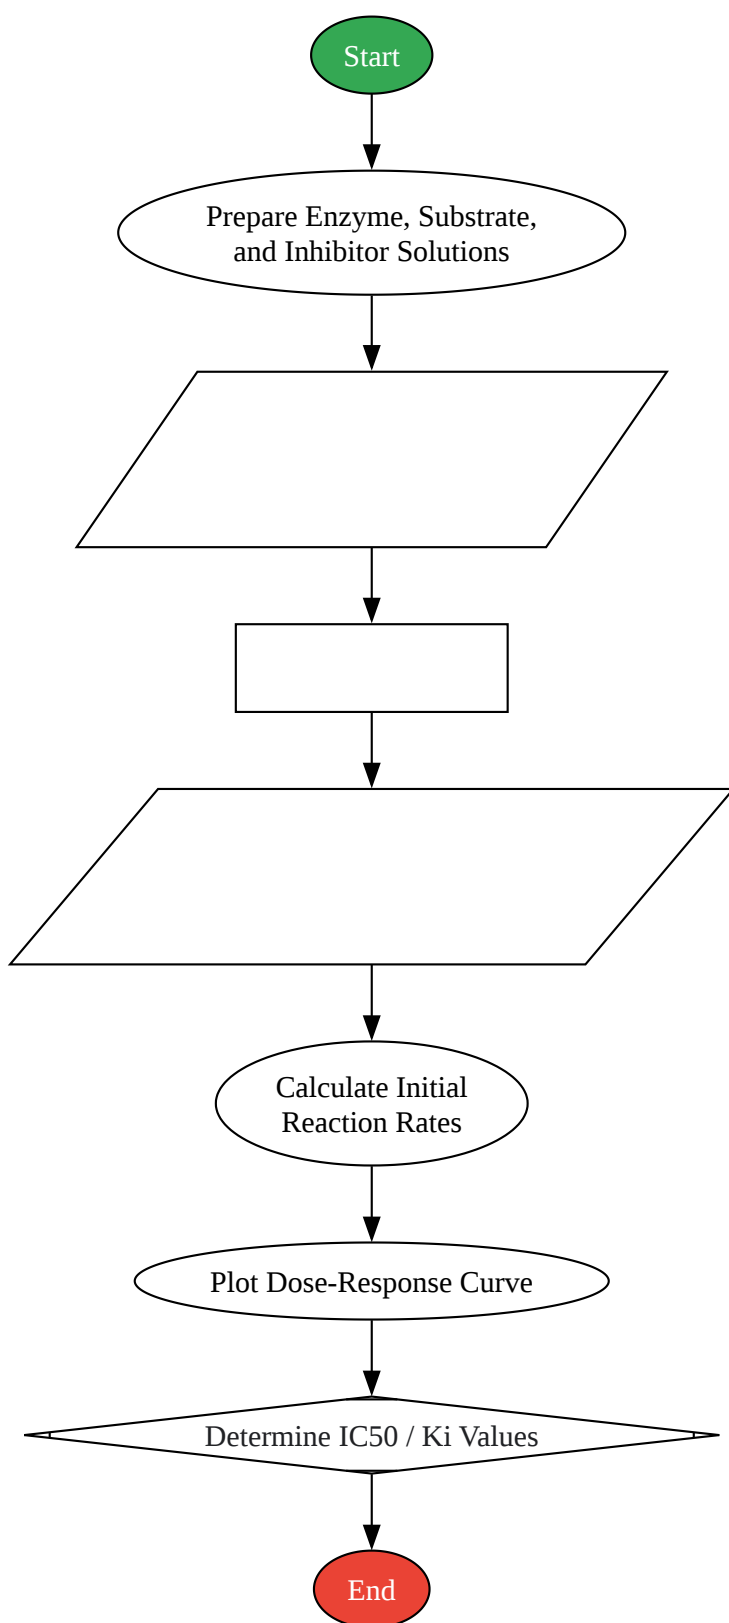 Start
Prepare Enzyme, Substrate,
and Inhibitor Solutions
Calculate Initial
Reaction Rates
Plot Dose-Response Curve
Determine IC50 / Ki Values
End